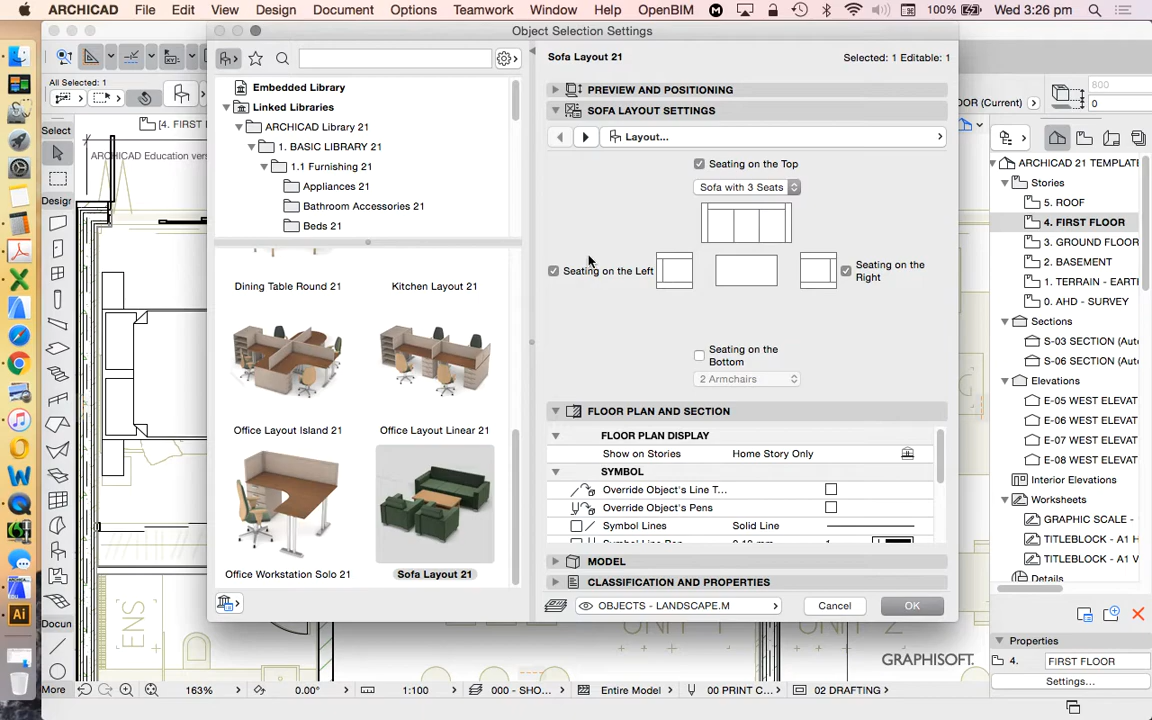 ARCHICAD File Edit View Design Document Options Teamwork Window Help OpenBIM 100% Wed 3:26 pm
Object Selection Settings
All Selected: 1
[4. FIRST
ARCHICAD Education vers
Select
Design
Docun
More
Embedded Library
Linked Libraries
ARCHICAD Library 21
1. BASIC LIBRARY 21
1.1 Furnishing 21
Appliances 21
Bathroom Accessories 21
Beds 21
Dining Table Round 21
Kitchen Layout 21
Office Layout Island 21
Office Layout Linear 21
Office Workstation Solo 21
Sofa Layout 21
Sofa Layout 21
Selected: 1 Editable: 1
PREVIEW AND POSITIONING
SOFA LAYOUT SETTINGS
Layout...
Seating on the Top
Sofa with 3 Seats
Seating on the Left
Seating on the
Right
Seating on the
Bottom
2 Armchairs
FLOOR PLAN AND SECTION
FLOOR PLAN DISPLAY
Show on Stories Home Story Only
SYMBOL
Override Object's Line T...
Override Object's Pens
Symbol Lines Solid Line
MODEL
CLASSIFICATION AND PROPERTIES
OBJECTS - LANDSCAPE.M
Cancel
OK
800
0
OOR (Current)
ARCHICAD 21 TEMPLATE
Stories
5. ROOF
4. FIRST FLOOR
3. GROUND FLOOR
2. BASEMENT
1. TERRAIN - EARTH
0. AHD - SURVEY
Sections
S-03 SECTION (Aut
S-06 SECTION (Aut
Elevations
E-05 WEST ELEVAT
E-06 WEST ELEVAT
E-07 WEST ELEVAT
E-08 WEST ELEVAT
Interior Elevations
Worksheets
GRAPHIC SCALE -
TITLEBLOCK - A1 H
TITLEBLOCK - A1 V
Details
Properties
4. FIRST FLOOR
Settings...
ENS
UNIT 1
UNIT 2
GRAPHISOFT.
163% 0.00° 1:100 000 - SHO... Entire Model 00 PRINT C... 02 DRAFTING